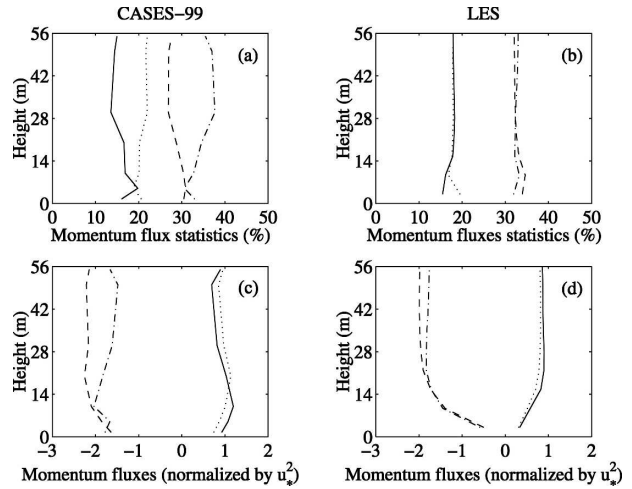 CASES−99 LES
56 56
42 42
28 28
14 14
0 0
Height (m) Height (m)
(a) (b)
0 10 20 30 40 50 0 10 20 30 40 50
Momentum flux statistics (%) Momentum fluxes statistics (%)
56 56
42 42
28 28
14 14
0 0
Height (m) Height (m)
(c) (d)
−3 −2 −1 0 1 2 −3 −2 −1 0 1 2
Momentum fluxes (normalized by u²*) Momentum fluxes (normalized by u²*)